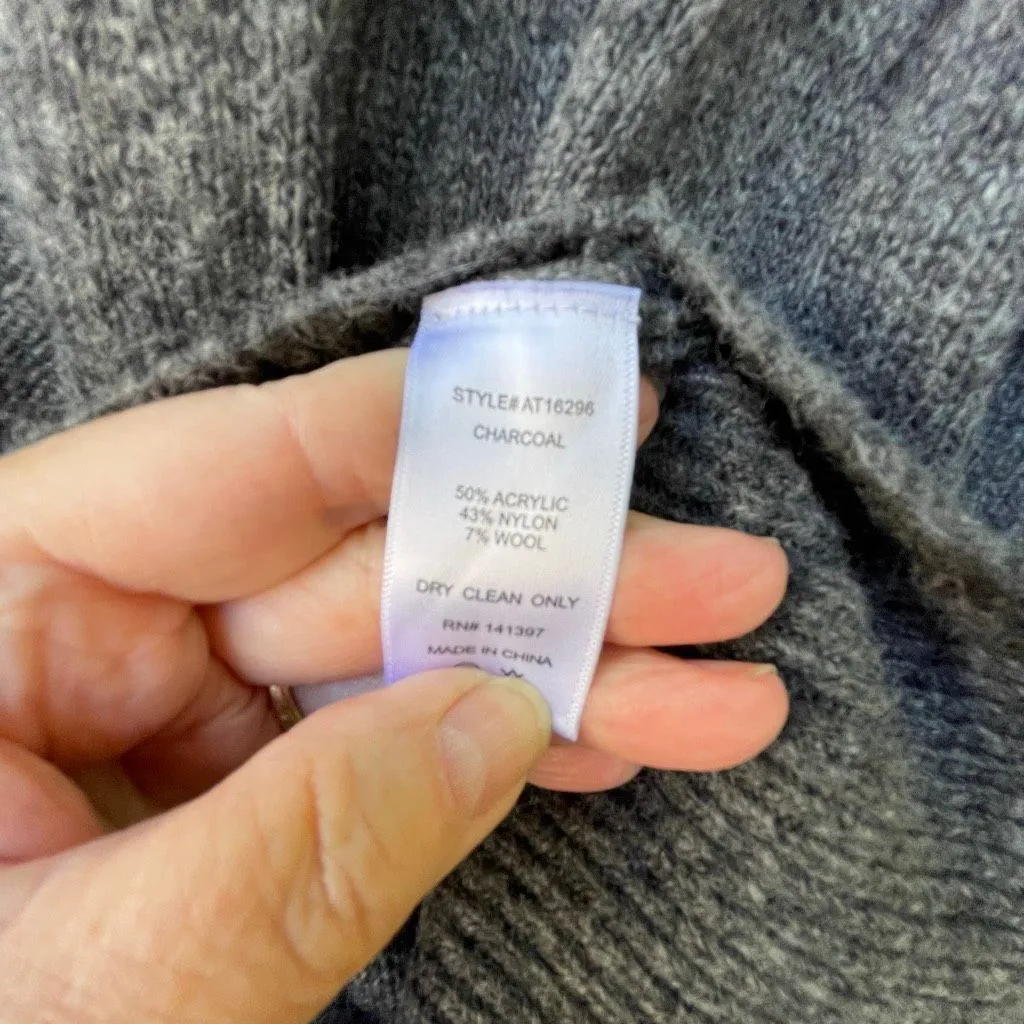 STYLE# AT16296
CHARCOAL
50% ACRYLIC
43% NYLON
7% WOOL
DRY CLEAN ONLY
RN# 141397
MADE IN CHINA